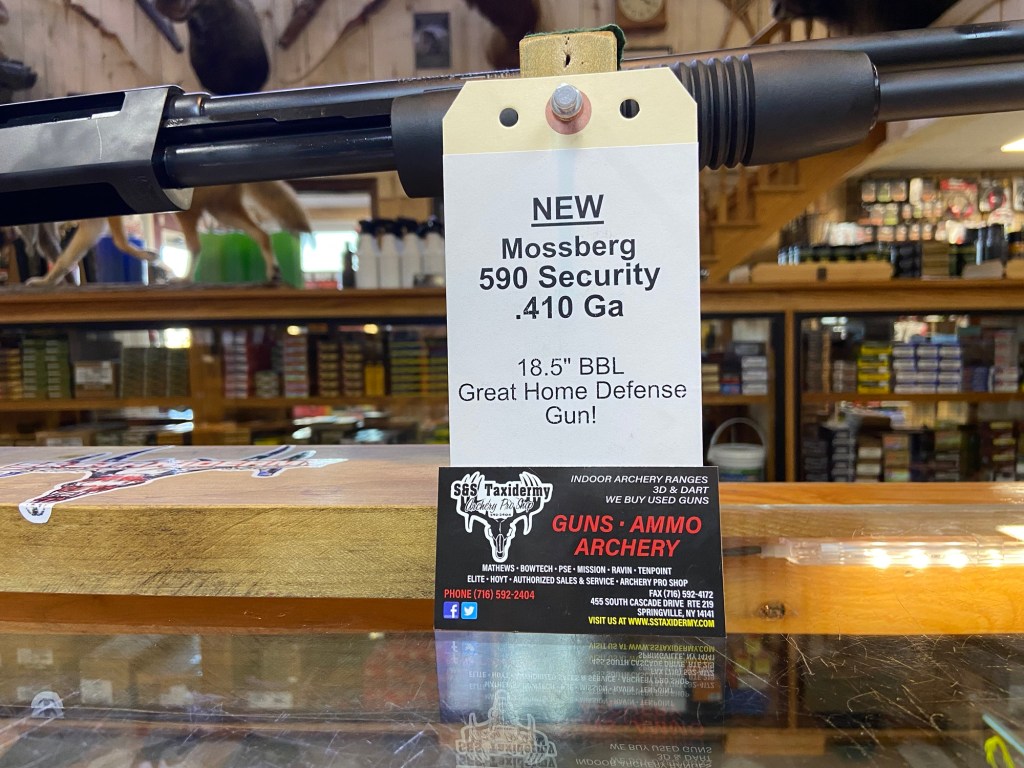 NEW
Mossberg
590 Security
.410 Ga
18.5" BBL
Great Home Defense
Gun!
S&S Taxidermy
Archery Pro Shop
INDOOR ARCHERY RANGES
3D & DART
WE BUY USED GUNS
GUNS · AMMO
ARCHERY
MATHEWS · BOWTECH · PSE · MISSION · RAVIN · TENPOINT
ELITE · HOYT · AUTHORIZED SALES & SERVICE · ARCHERY PRO SHOP
PHONE (716) 592-2404
FAX (716) 592-4172
455 SOUTH CASCADE DRIVE RTE 219
SPRINGVILLE, NY 14141
VISIT US AT WWW.SSTAXIDERMY.COM